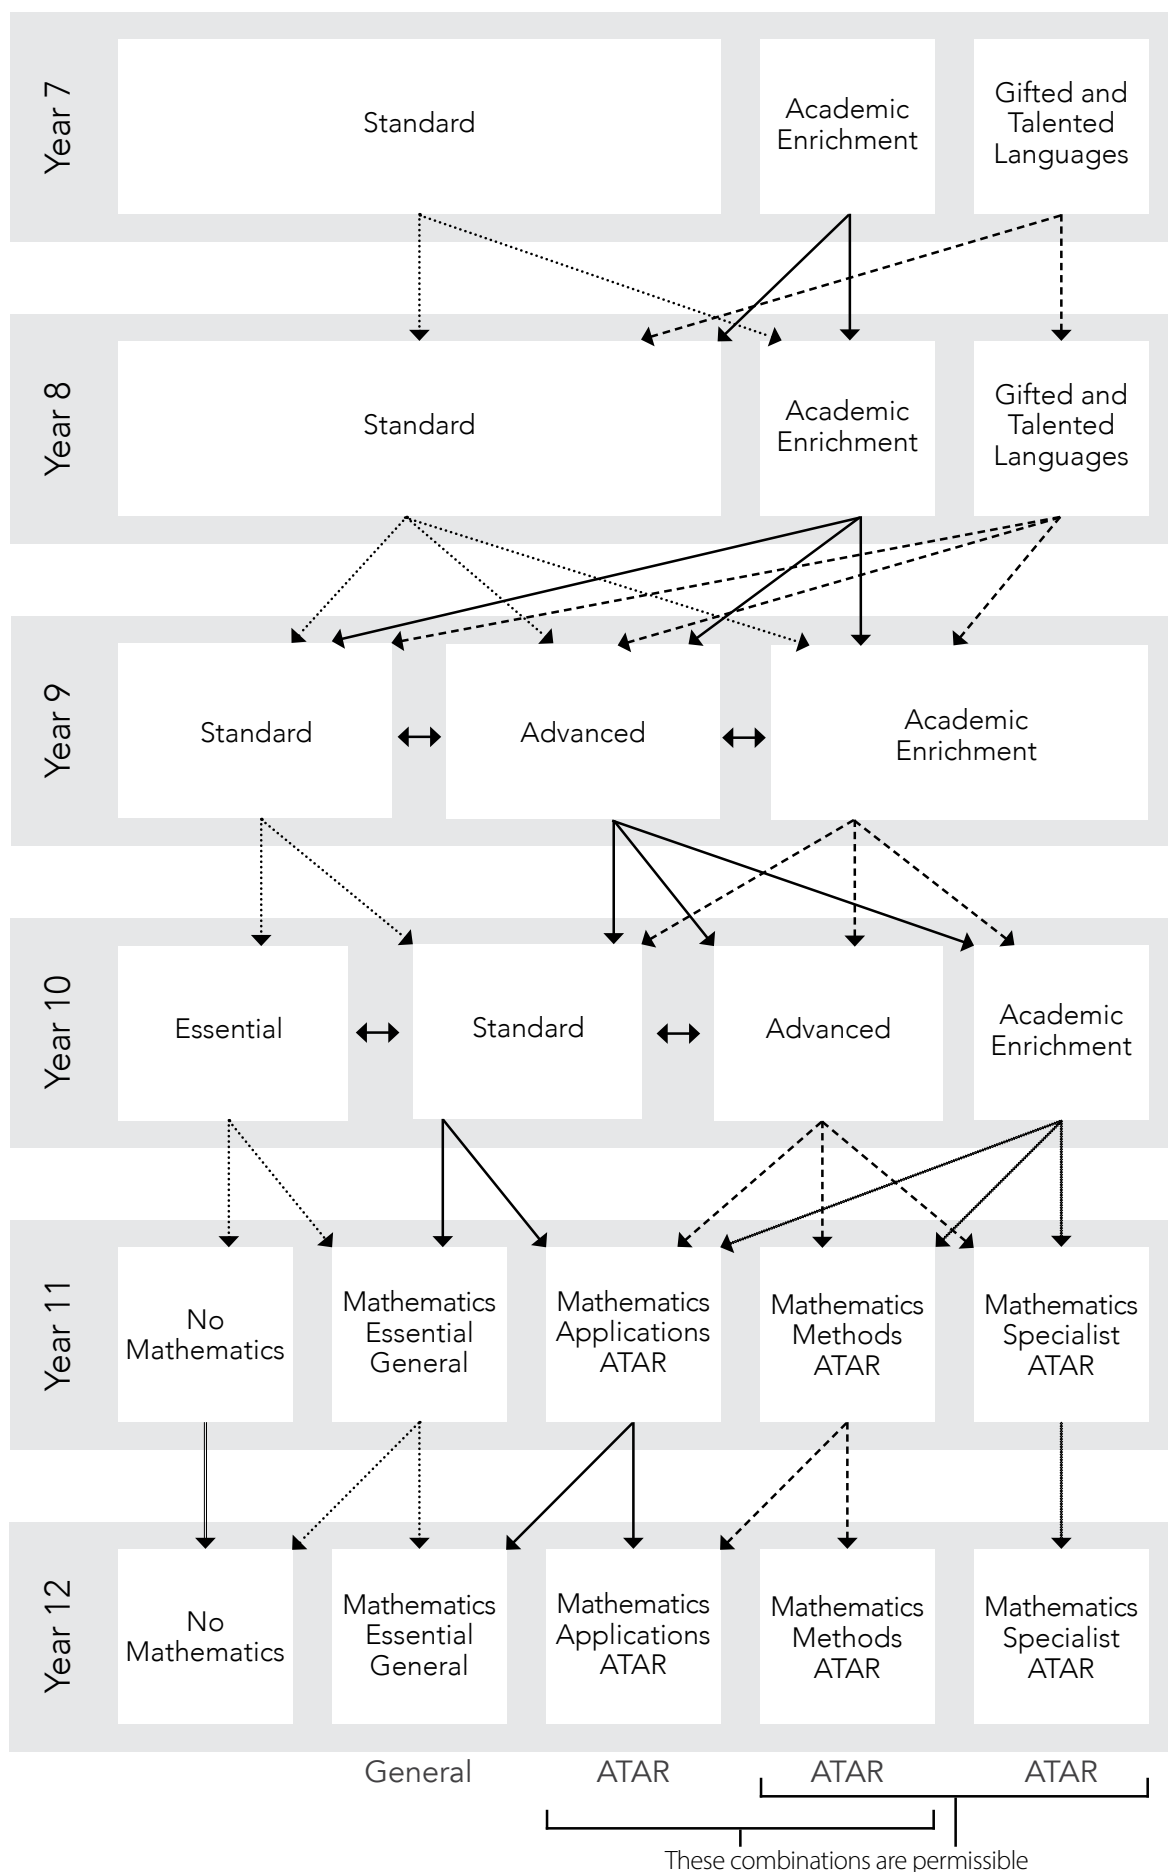 Year 7
Standard
Academic
Enrichment
Gifted and
Talented
Languages
Year 8
Standard
Academic
Enrichment
Gifted and
Talented
Languages
Year 9
Standard
Advanced
Academic
Enrichment
Year 10
Essential
Standard
Advanced
Academic
Enrichment
Year 11
No
Mathematics
Mathematics
Essential
General
Mathematics
Applications
ATAR
Mathematics
Methods
ATAR
Mathematics
Specialist
ATAR
Year 12
No
Mathematics
Mathematics
Essential
General
Mathematics
Applications
ATAR
Mathematics
Methods
ATAR
Mathematics
Specialist
ATAR
General
ATAR
ATAR
ATAR
These combinations are permissible